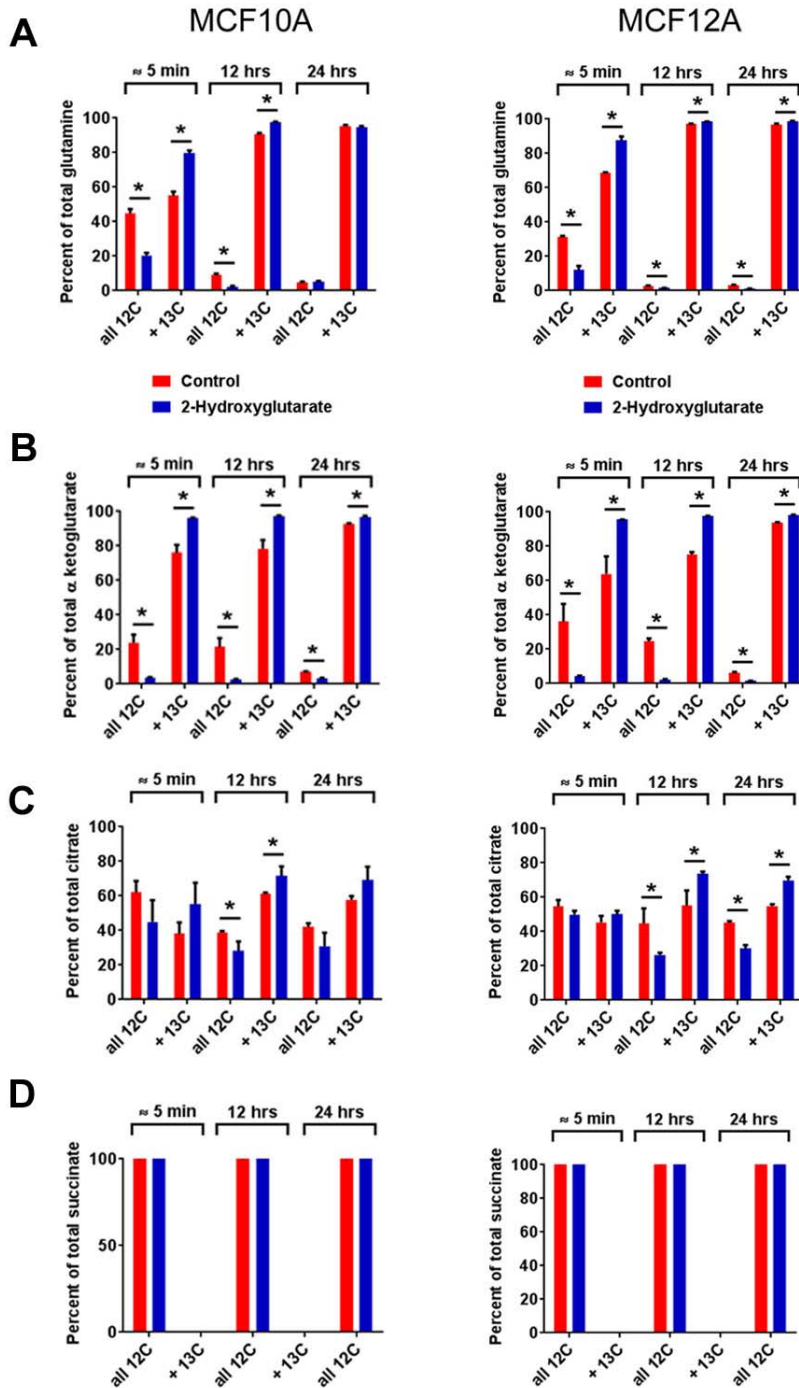 MCF10A
MCF12A
A
≈ 5 min 12 hrs 24 hrs
* * * *
Percent of total glutamine
100
80
60
40
20
0
all 12C + 13C all 12C + 13C all 12C + 13C
Control
2-Hydroxyglutarate
≈ 5 min 12 hrs 24 hrs
* * * * * *
Percent of total glutamine
100
80
60
40
20
0
all 12C + 13C all 12C + 13C all 12C + 13C
Control
2-Hydroxyglutarate
B
≈ 5 min 12 hrs 24 hrs
* * * * * *
Percent of total α ketoglutarate
100
80
60
40
20
0
all 12C + 13C all 12C + 13C all 12C + 13C
≈ 5 min 12 hrs 24 hrs
* * * * * *
Percent of total α ketoglutarate
100
80
60
40
20
0
all 12C + 13C all 12C + 13C all 12C + 13C
C
≈ 5 min 12 hrs 24 hrs
* *
Percent of total citrate
100
80
60
40
20
0
all 12C + 13C all 12C + 13C all 12C + 13C
≈ 5 min 12 hrs 24 hrs
* * * *
Percent of total citrate
100
80
60
40
20
0
all 12C + 13C all 12C + 13C all 12C + 13C
D
≈ 5 min 12 hrs 24 hrs
Percent of total succinate
100
50
0
all 12C + 13C all 12C + 13C all 12C
≈ 5 min 12 hrs 24 hrs
Percent of total succinate
100
80
60
40
20
0
all 12C + 13C all 12C + 13C all 12C